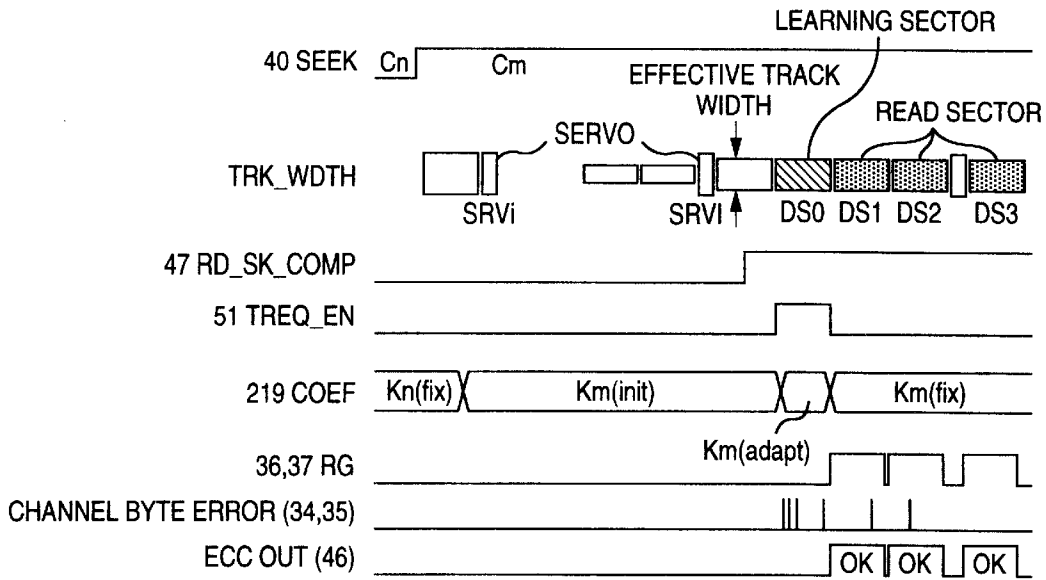 LEARNING SECTOR
40 SEEK Cn Cm
EFFECTIVE TRACK
WIDTH
READ SECTOR
SERVO
TRK_WDTH
SRVi SRVI DS0 DS1 DS2 DS3
47 RD_SK_COMP
51 TREQ_EN
219 COEF Kn(fix) Km(init) Km(fix)
Km(adapt)
36,37 RG
CHANNEL BYTE ERROR (34,35)
ECC OUT (46) OK OK OK